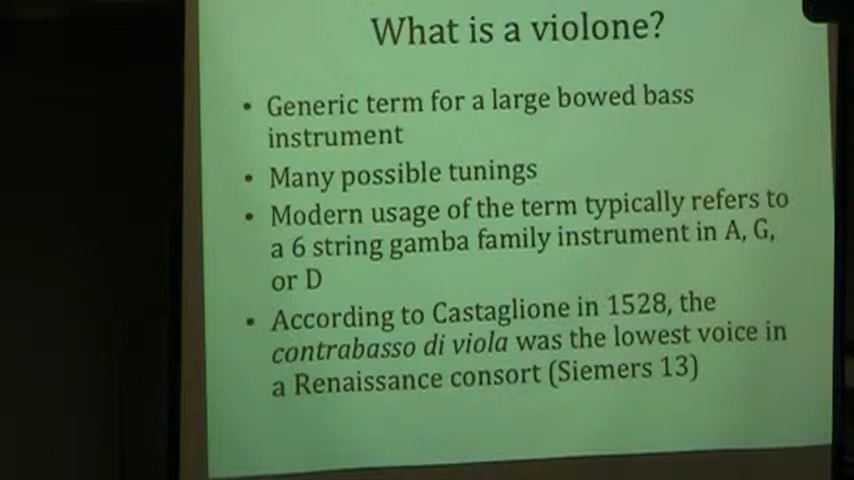 What is a violone?
• Generic term for a large bowed bass
instrument
• Many possible tunings
• Modern usage of the term typically refers to
a 6 string gamba family instrument in A, G,
or D
• According to Castaglione in 1528, the
contrabasso di viola was the lowest voice in
a Renaissance consort (Siemers 13)